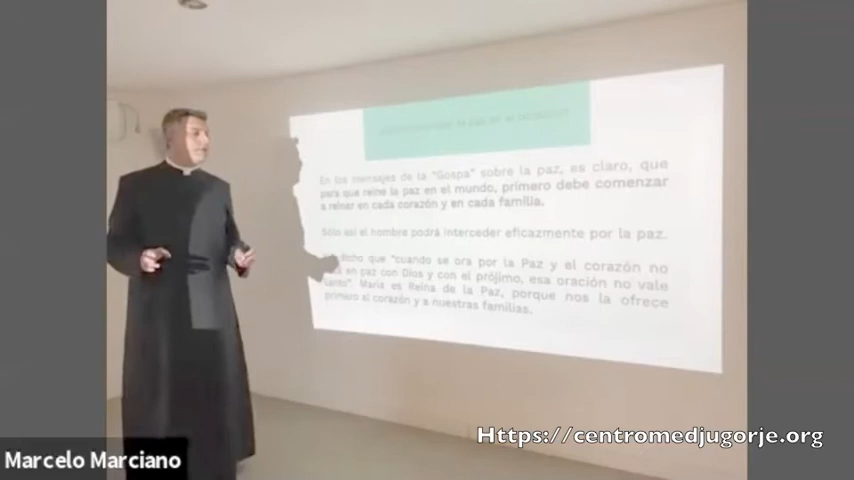 En los mensajes de la "Gospa" sobre la paz, es claro, que
para que reine la paz en el mundo, primero debe comenzar
a reinar en cada corazón y en cada familia.
Sólo así el hombre podrá interceder eficazmente por la paz.
dicho que "cuando se ora por la Paz y el corazón no
en paz con Dios y con el prójimo, esa oración no vale
tanto". María es Reina de la Paz, porque nos la ofrece
primero al corazón y a nuestras familias.
Https://centromedjugorje.org
Marcelo Marciano